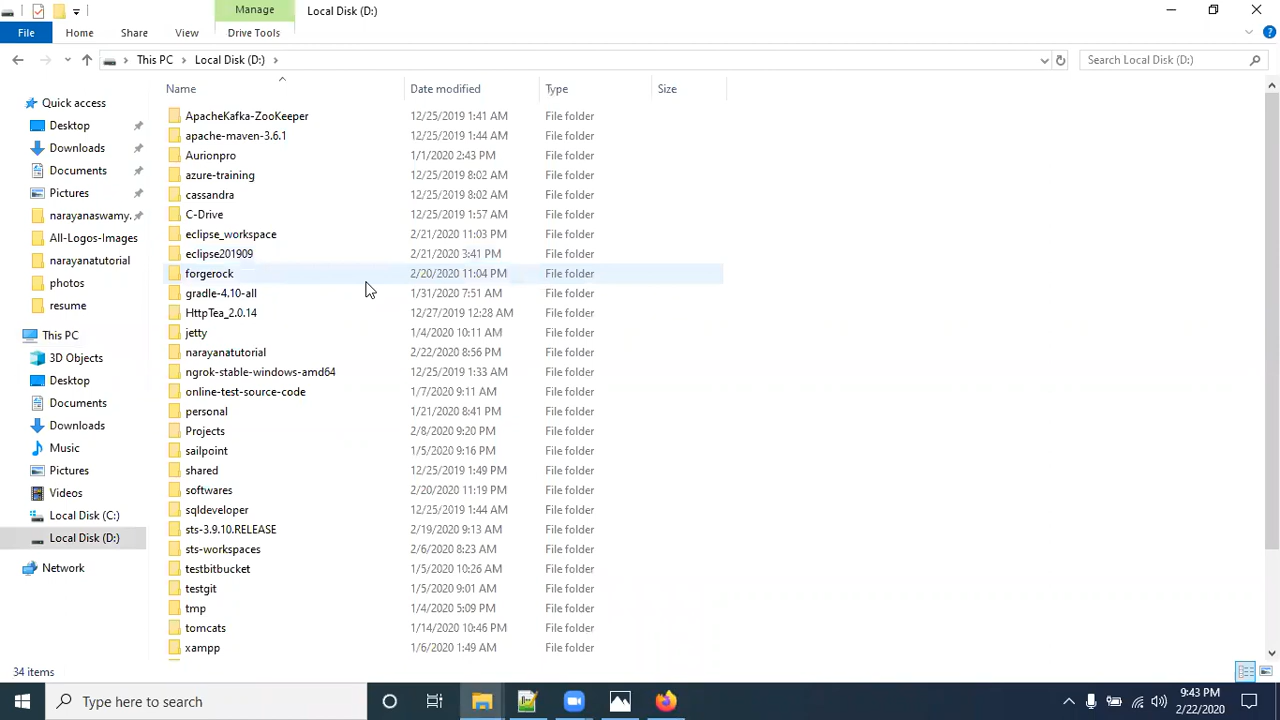 Manage Local Disk (D:)
File Home Share View Drive Tools
This PC Local Disk (D:) Search Local Disk (D:)
Name Date modified Type Size
Quick access
Desktop
Downloads
Documents
Pictures
narayanaswamy.
All-Logos-Images
narayanatutorial
photos
resume
This PC
3D Objects
Desktop
Documents
Downloads
Music
Pictures
Videos
Local Disk (C:)
Local Disk (D:)
Network
ApacheKafka-ZooKeeper 12/25/2019 1:41 AM File folder
apache-maven-3.6.1 12/25/2019 1:44 AM File folder
Aurionpro 1/1/2020 2:43 PM File folder
azure-training 12/25/2019 8:02 AM File folder
cassandra 12/25/2019 8:02 AM File folder
C-Drive 12/25/2019 1:57 AM File folder
eclipse_workspace 2/21/2020 11:03 PM File folder
eclipse201909 2/21/2020 3:41 PM File folder
forgerock 2/20/2020 11:04 PM File folder
gradle-4.10-all 1/31/2020 7:51 AM File folder
HttpTea_2.0.14 12/27/2019 12:28 AM File folder
jetty 1/4/2020 10:11 AM File folder
narayanatutorial 2/22/2020 8:56 PM File folder
ngrok-stable-windows-amd64 12/25/2019 1:33 AM File folder
online-test-source-code 1/7/2020 9:11 AM File folder
personal 1/21/2020 8:41 PM File folder
Projects 2/8/2020 9:20 PM File folder
sailpoint 1/5/2020 9:16 PM File folder
shared 12/25/2019 1:49 PM File folder
softwares 2/20/2020 11:19 PM File folder
sqldeveloper 12/25/2019 1:44 AM File folder
sts-3.9.10.RELEASE 2/19/2020 9:13 AM File folder
sts-workspaces 2/6/2020 8:23 AM File folder
testbitbucket 1/5/2020 10:26 AM File folder
testgit 1/5/2020 9:01 AM File folder
tmp 1/4/2020 5:09 PM File folder
tomcats 1/14/2020 10:46 PM File folder
xampp 1/6/2020 1:49 AM File folder
34 items
Type here to search
9:43 PM
2/22/2020